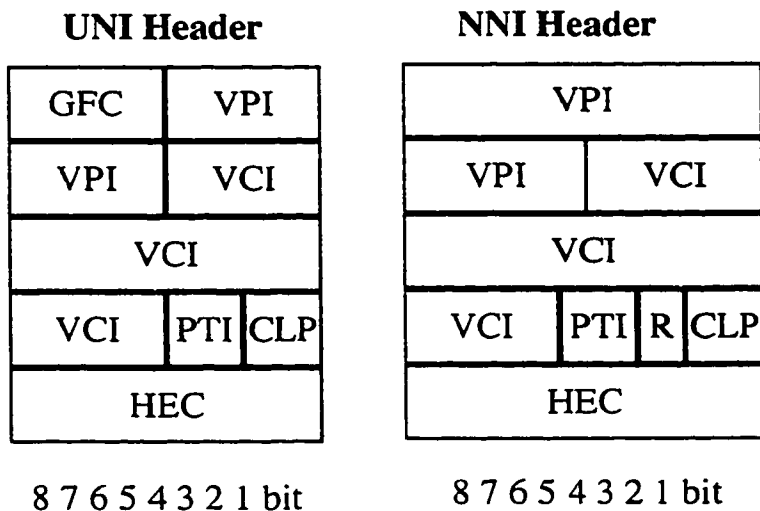 UNI Header
NNI Header
GFC VPI
VPI VCI
VCI
VCI PTI CLP
HEC
8 7 6 5 4 3 2 1 bit
VPI
VPI VCI
VCI
VCI PTI R CLP
HEC
8 7 6 5 4 3 2 1 bit